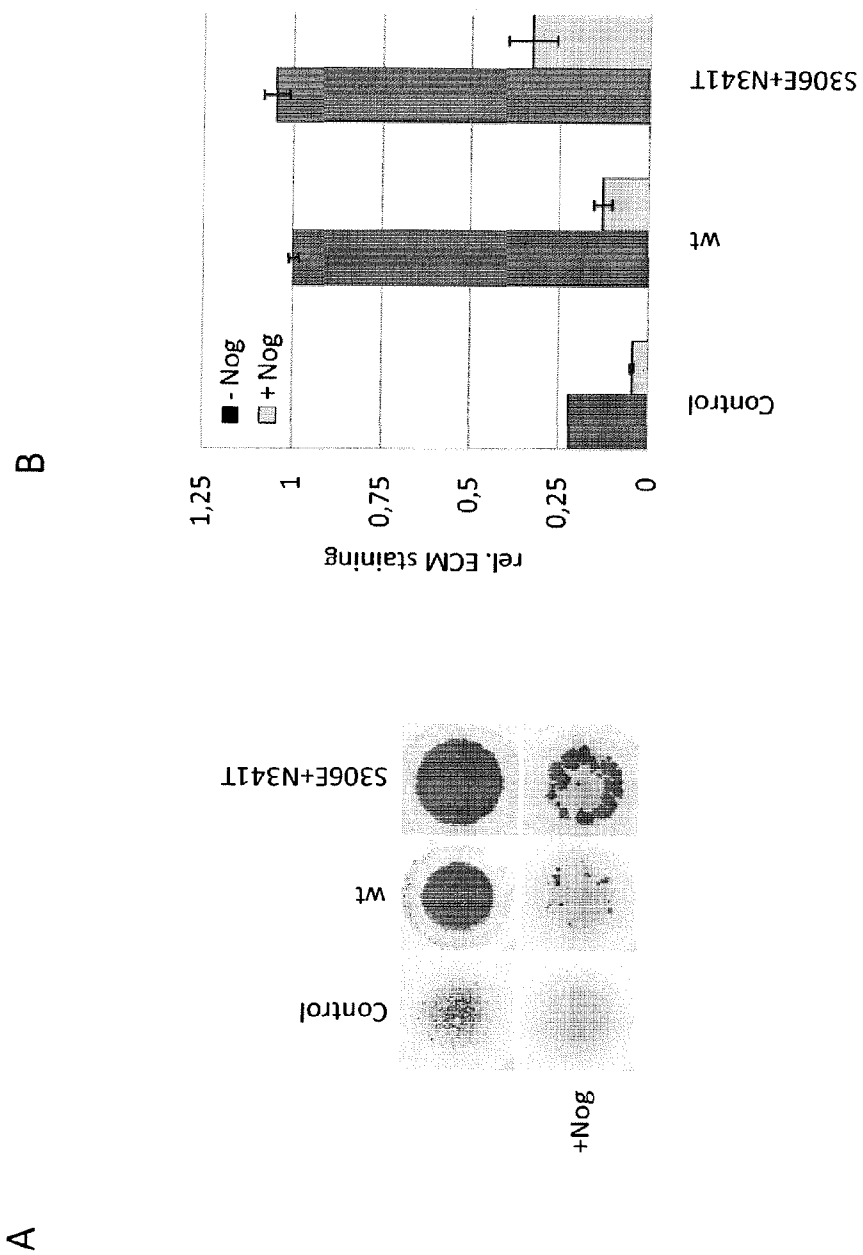 A
Control
wt
S306E+N341T
+Nog
B
rel. ECM staining
1,25
1
0,75
0,5
0,25
0
- Nog
+ Nog
Control
wt
S306E+N341T